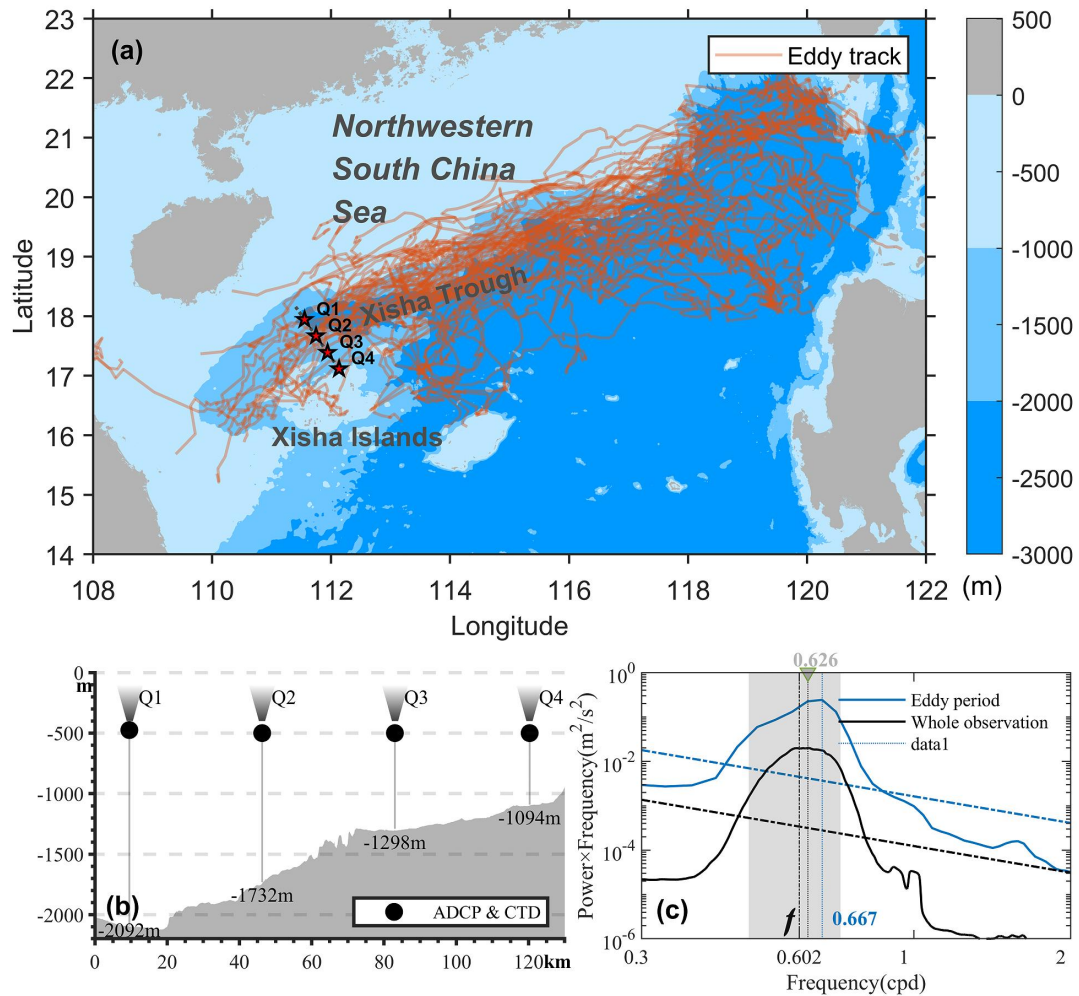 23
22
21
20
19
18
17
16
15
14
Latitude
(a)
Eddy track
Northwestern
South China
Sea
Xisha Trough
Q1
Q2
Q3
Q4
Xisha Islands
108
110
112
114
116
118
120
122
Longitude
500
0
-500
-1000
-1500
-2000
-2500
-3000
(m)
0
m
-500
-1000
-1500
-2000
Q1
Q2
Q3
Q4
-2092m
-1732m
-1298m
-1094m
(b)
ADCP & CTD
0
20
40
60
80
100
120km
0.626
Power×Frequency(m²/s²)
10⁰
10⁻²
10⁻⁴
10⁻⁶
Eddy period
Whole observation
data1
(c)
f
0.667
0.3
0.602
1
2
Frequency(cpd)